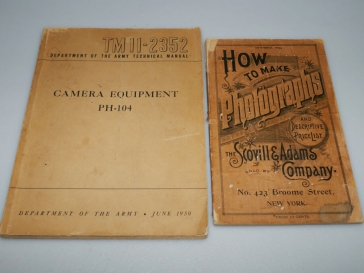 TM 11-2352
DEPARTMENT OF THE ARMY TECHNICAL MANUAL
CAMERA EQUIPMENT
PH-104
DEPARTMENT OF THE ARMY • JUNE 1950
HOW
TO MAKE
Photographs
AND
DESCRIPTIVE
PRICE LIST
THE
Scovill & Adams
Company.
No. 423 Broome Street,
NEW YORK.